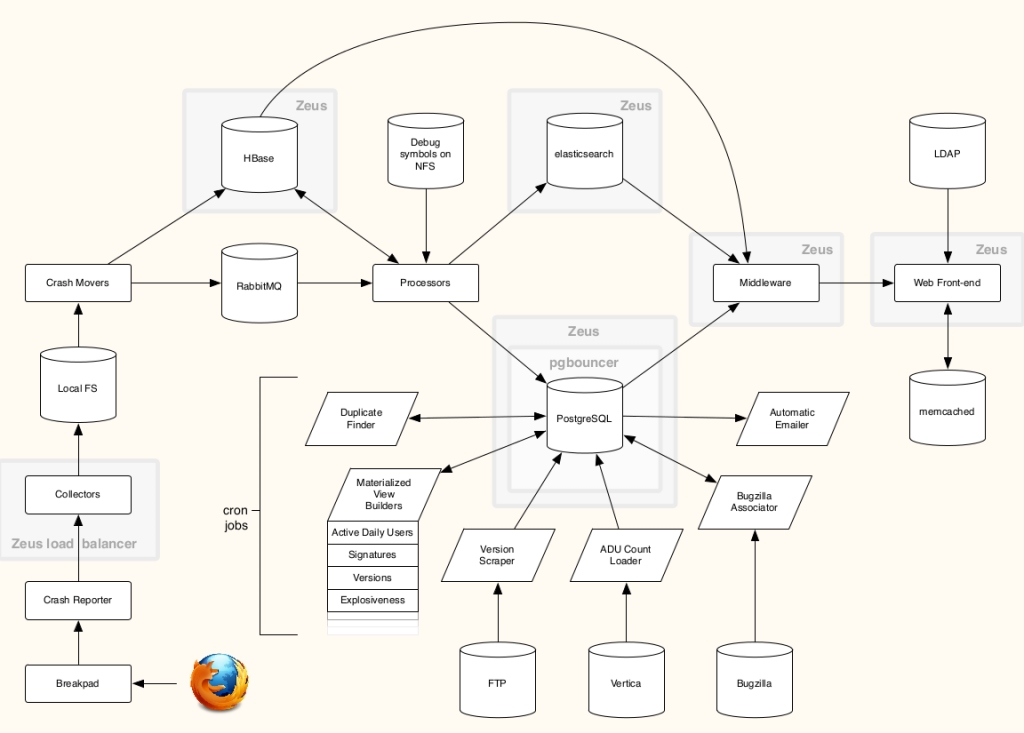 Zeus
Zeus
HBase
Debug
symbols on
NFS
elasticsearch
LDAP
Zeus
Zeus
Crash Movers
RabbitMQ
Processors
Middleware
Web Front-end
Zeus
pgbouncer
Local FS
Duplicate
Finder
PostgreSQL
Automatic
Emailer
memcached
Collectors
Zeus load balancer
Materialized
View
Builders
Active Daily Users
Signatures
Versions
Explosiveness
Bugzilla
Associator
cron
jobs
Version
Scraper
ADU Count
Loader
Crash Reporter
Breakpad
FTP
Vertica
Bugzilla